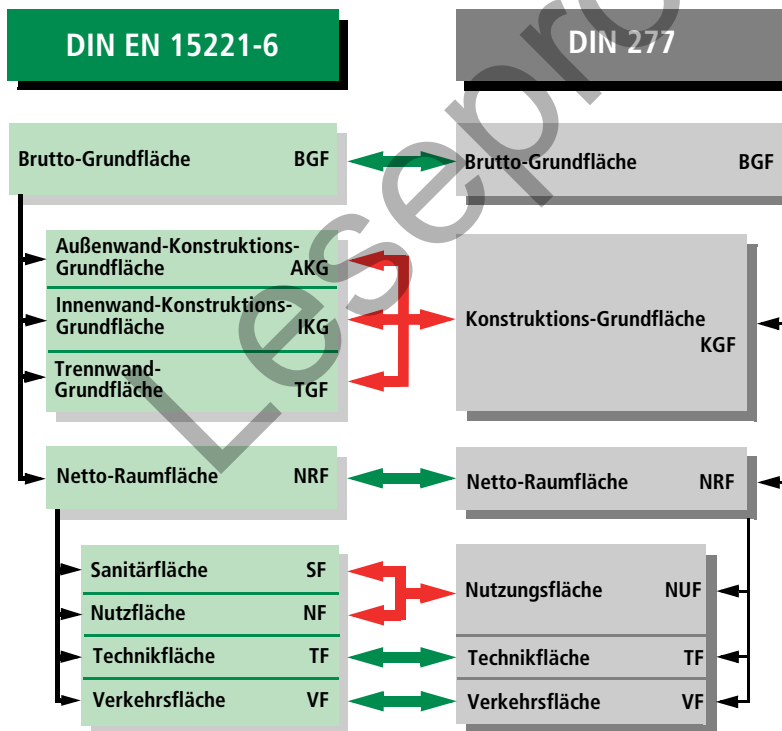 DIN EN 15221-6
DIN 277
Brutto-Grundfläche BGF
Brutto-Grundfläche BGF
Außenwand-Konstruktions-
Grundfläche AKG
Innenwand-Konstruktions-
Grundfläche IKG
Trennwand-
Grundfläche TGF
Konstruktions-Grundfläche
KGF
Netto-Raumfläche NRF
Netto-Raumfläche NRF
Sanitärfläche SF
Nutzfläche NF
Technikfläche TF
Verkehrsfläche VF
Nutzungsfläche NUF
Technikfläche TF
Verkehrsfläche VF
Lesepro